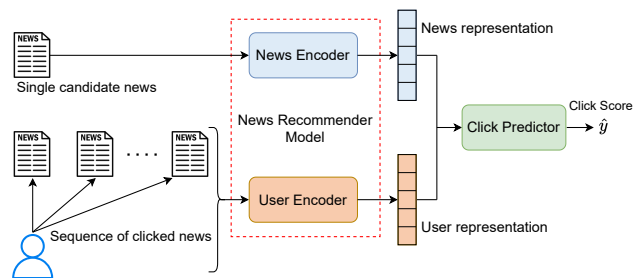 NEWS
Single candidate news
News Encoder
News representation
News Recommender
Model
Click Predictor
Click Score
ŷ
NEWS
NEWS
....
NEWS
User Encoder
Sequence of clicked news
User representation